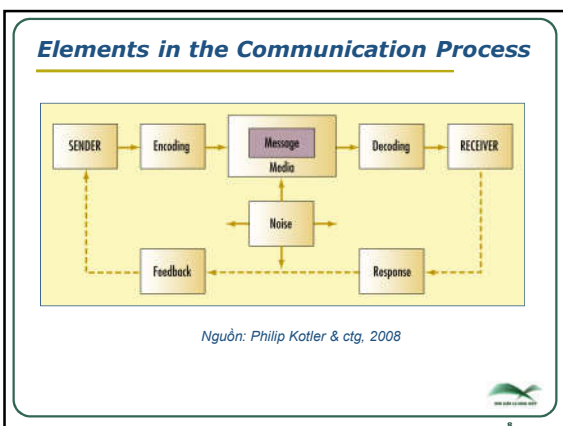 Elements in the Communication Process
SENDER
Encoding
Message
Media
Decoding
RECEIVER
Noise
Feedback
Response
Nguồn: Philip Kotler & ctg, 2008